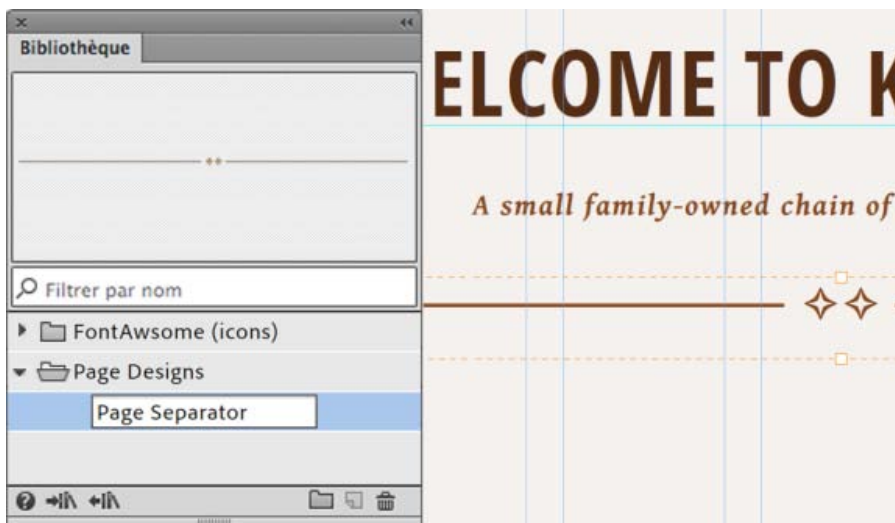 Bibliothèque
Filtrer par nom
FontAwsome (icons)
Page Designs
Page Separator
ELCOME TO K
A small family-owned chain of